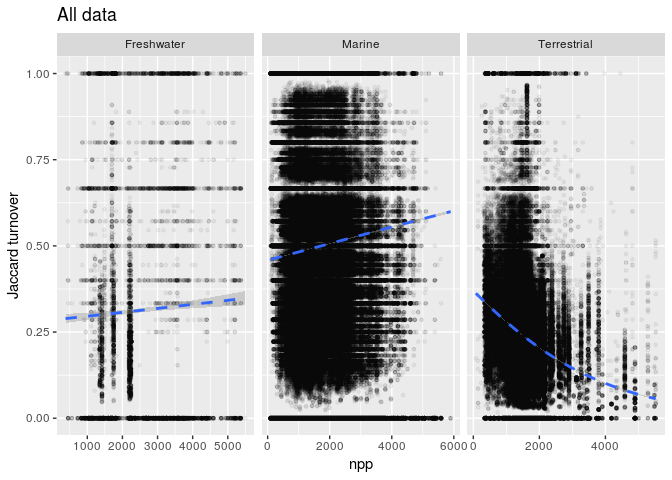 All data
Freshwater Marine Terrestrial
1.00
0.75
0.50
0.25
0.00
Jaccard turnover
1000 2000 3000 4000 5000 0 2000 4000 6000 0 2000 4000
npp